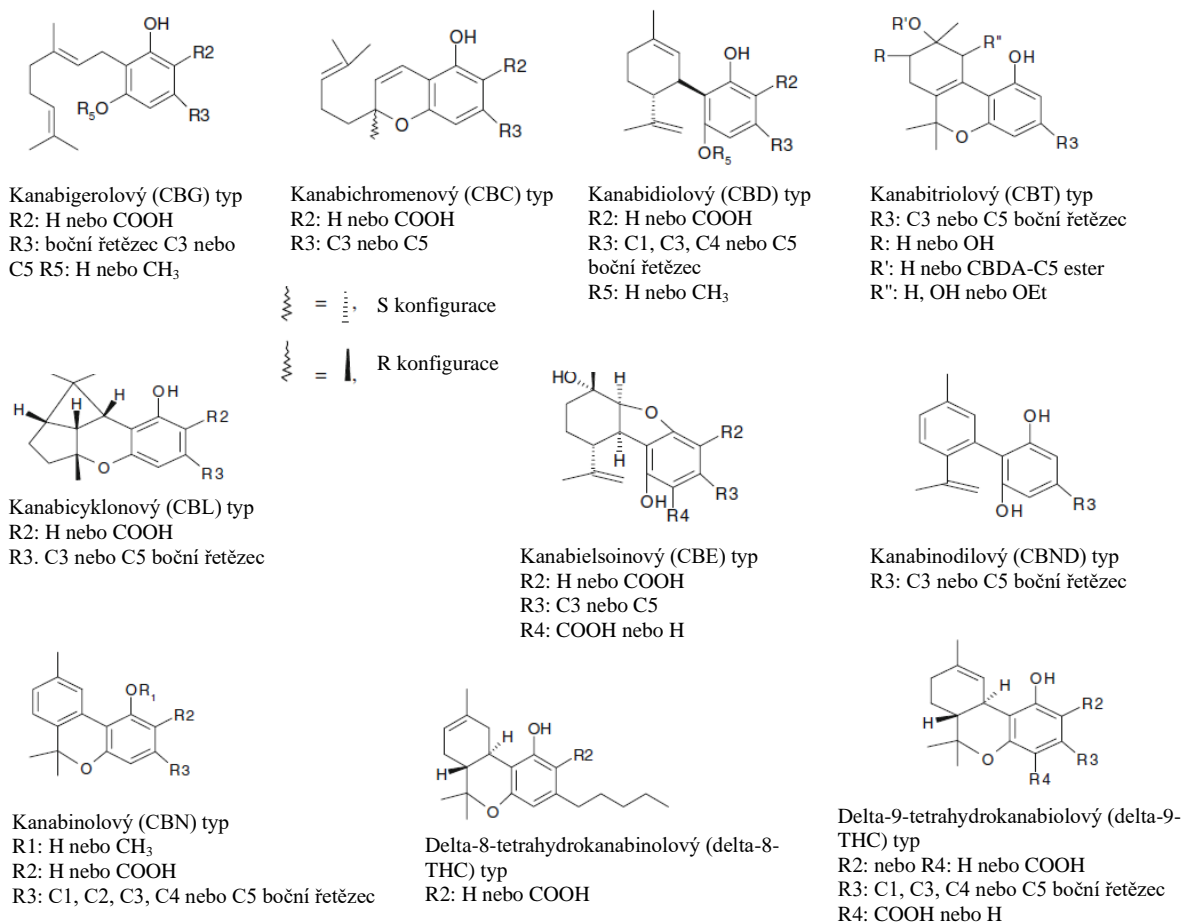 OH
R2
R5O
R3
Kanabigerolový (CBG) typ
R2: H nebo COOH
R3: boční řetězec C3 nebo
C5 R5: H nebo CH3
OH
R2
O
R3
Kanabichromenový (CBC) typ
R2: H nebo COOH
R3: C3 nebo C5
OH
R2
R3
OR5
Kanabidiolový (CBD) typ
R2: H nebo COOH
R3: C1, C3, C4 nebo C5
boční řetězec
R5: H nebo CH3
R'O
R"
R
OH
O
R3
Kanabitriolový (CBT) typ
R3: C3 nebo C5 boční řetězec
R: H nebo OH
R': H nebo CBDA-C5 ester
R": H, OH nebo OEt
= , S konfigurace
= , R konfigurace
H
H
H
OH
R2
O
R3
Kanabicyklonový (CBL) typ
R2: H nebo COOH
R3. C3 nebo C5 boční řetězec
HO
H
O
R2
H
OH
R3
R4
Kanabielsoinový (CBE) typ
R2: H nebo COOH
R3: C3 nebo C5
R4: COOH nebo H
OH
R3
OH
Kanabinodilový (CBND) typ
R3: C3 nebo C5 boční řetězec
OR1
R2
O
R3
Kanabinolový (CBN) typ
R1: H nebo CH3
R2: H nebo COOH
R3: C1, C2, C3, C4 nebo C5 boční řetězec
H
OH
R2
H
O
Delta-8-tetrahydrokanabinolový (delta-8-
THC) typ
R2: H nebo COOH
H
OH
R2
H
O
R3
R4
Delta-9-tetrahydrokanabiolový (delta-9-
THC) typ
R2: nebo R4: H nebo COOH
R3: C1, C3, C4 nebo C5 boční řetězec
R4: COOH nebo H